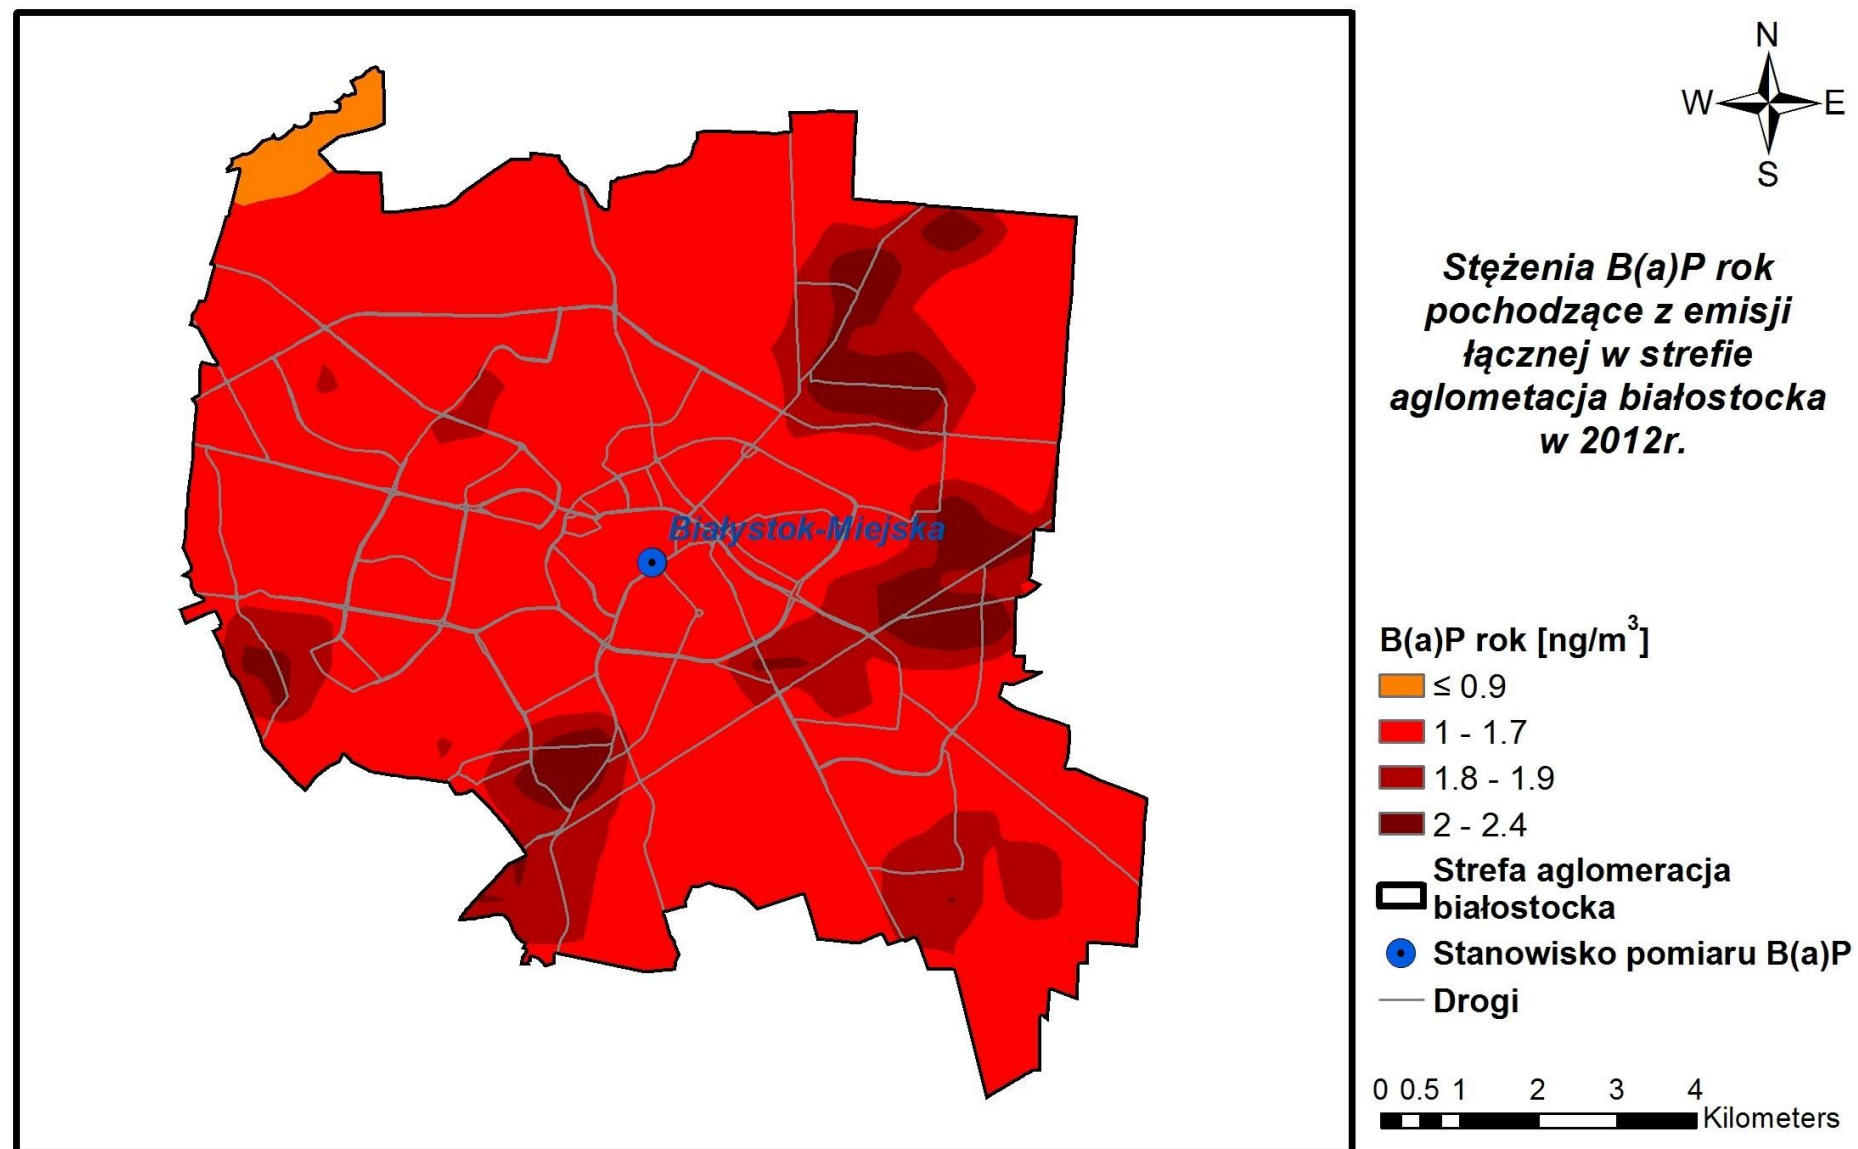 N
W E
S
Stężenia B(a)P rok
pochodzące z emisji
łącznej w strefie
aglometacja białostocka
w 2012r.
Białystok-Miejska
B(a)P rok [ng/m³]
≤ 0.9
1 - 1.7
1.8 - 1.9
2 - 2.4
Strefa aglomeracja
białostocka
Stanowisko pomiaru B(a)P
Drogi
0 0.5 1 2 3 4
Kilometers